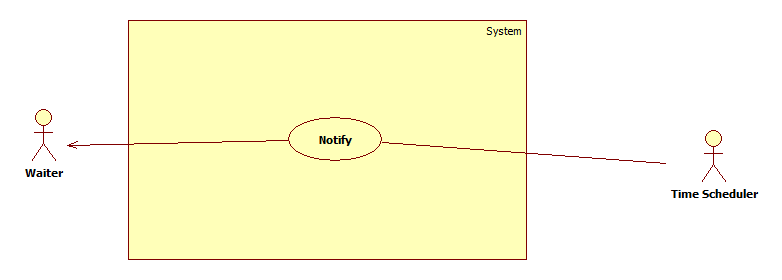 System
Notify
Waiter
Time Scheduler